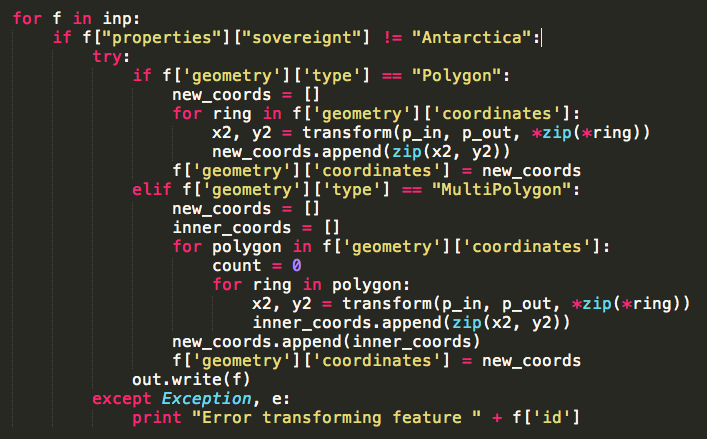 for f in inp:
    if f["properties"]["sovereignt"] != "Antarctica":
        try:
            if f['geometry']['type'] == "Polygon":
                new_coords = []
                for ring in f['geometry']['coordinates']:
                    x2, y2 = transform(p_in, p_out, *zip(*ring))
                    new_coords.append(zip(x2, y2))
                f['geometry']['coordinates'] = new_coords
            elif f['geometry']['type'] == "MultiPolygon":
                new_coords = []
                inner_coords = []
                for polygon in f['geometry']['coordinates']:
                    count = 0
                    for ring in polygon:
                        x2, y2 = transform(p_in, p_out, *zip(*ring))
                        inner_coords.append(zip(x2, y2))
                new_coords.append(inner_coords)
                f['geometry']['coordinates'] = new_coords
            out.write(f)
        except Exception, e:
            print "Error transforming feature " + f['id']